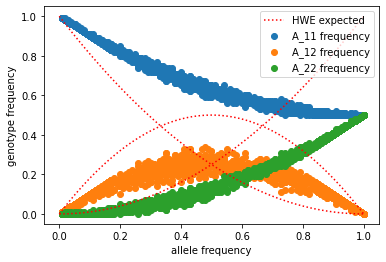 HWE expected
A_11 frequency
A_12 frequency
A_22 frequency
genotype frequency
1.0
0.8
0.6
0.4
0.2
0.0
0.0 0.2 0.4 0.6 0.8 1.0
allele frequency